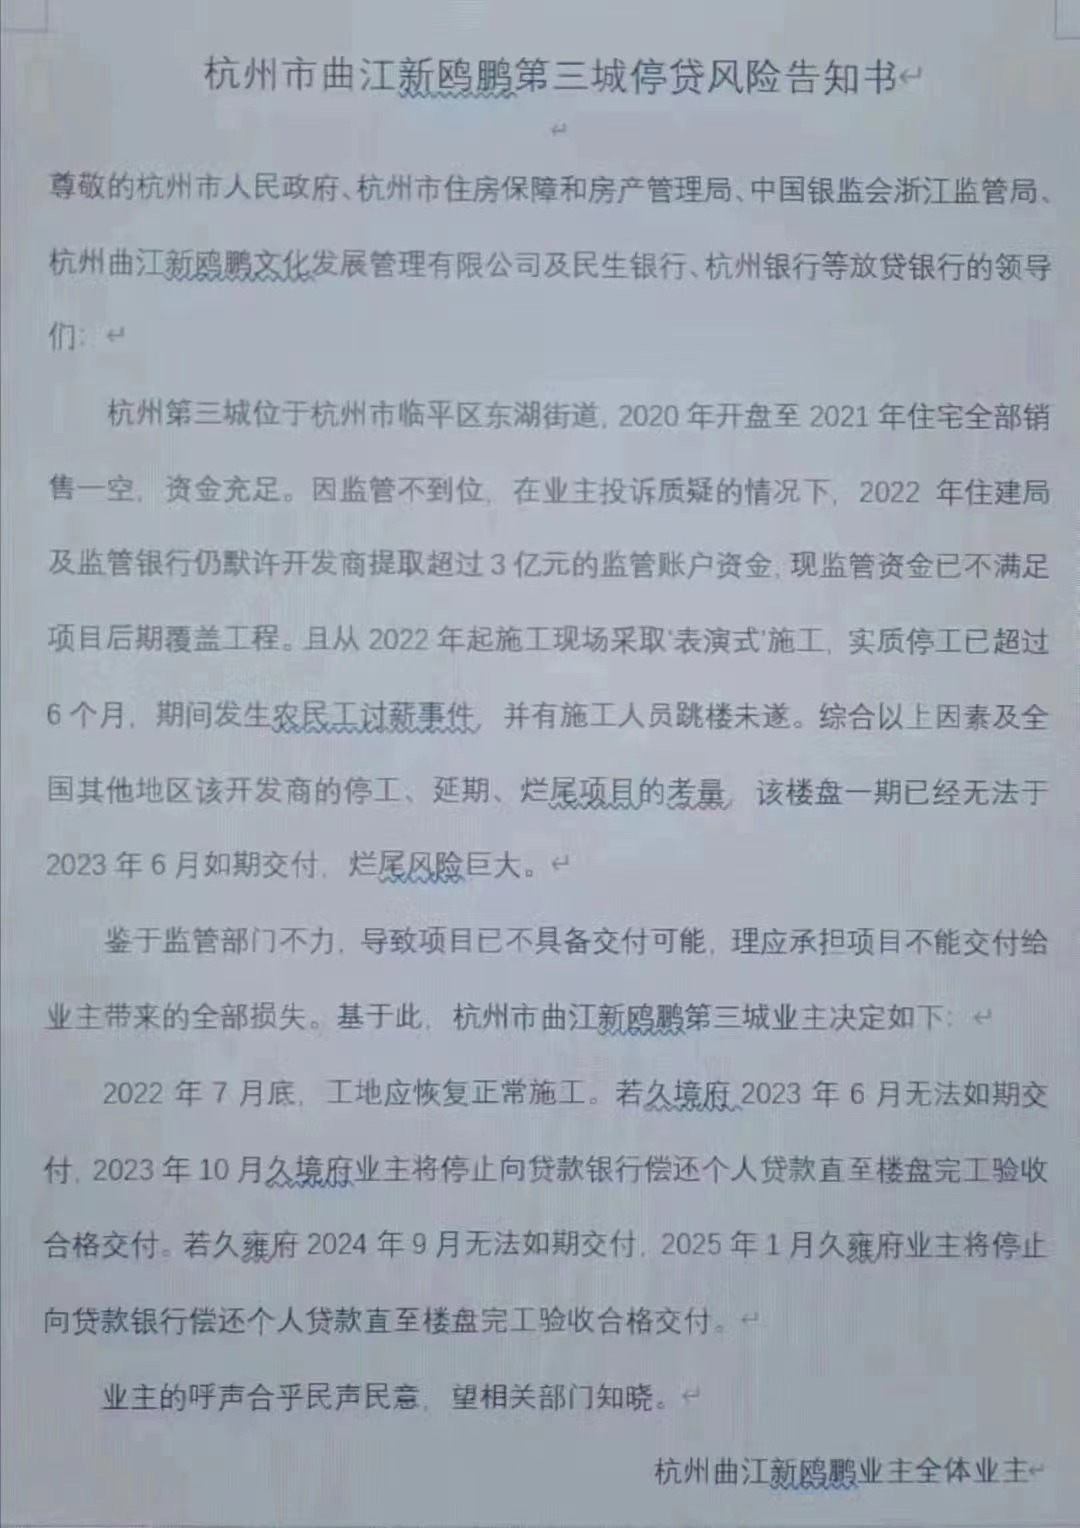 杭州市曲江新鸥鹏第三城停贷风险告知书
尊敬的杭州市人民政府、杭州市住房保障和房产管理局、中国银监会浙江监管局、
杭州曲江新鸥鹏文化发展管理有限公司及民生银行、杭州银行等放贷银行的领导
们：
杭州第三城位于杭州市临平区东湖街道，2020 年开盘至 2021 年住宅全部销
售一空，资金充足。因监管不到位，在业主投诉质疑的情况下，2022 年住建局
及监管银行仍默许开发商提取超过 3 亿元的监管账户资金，现监管资金已不满足
项目后期覆盖工程。且从 2022 年起施工现场采取‘表演式’施工，实质停工已超过
6 个月，期间发生农民工讨薪事件，并有施工人员跳楼未遂。综合以上因素及全
国其他地区该开发商的停工、延期、烂尾项目的考量，该楼盘一期已经无法于
2023 年 6 月如期交付，烂尾风险巨大。
鉴于监管部门不力，导致项目已不具备交付可能，理应承担项目不能交付给
业主带来的全部损失。基于此，杭州市曲江新鸥鹏第三城业主决定如下：
2022 年 7 月底，工地应恢复正常施工。若久境府 2023 年 6 月无法如期交
付，2023 年 10 月久境府业主将停止向贷款银行偿还个人贷款直至楼盘完工验收
合格交付。若久雍府 2024 年 9 月无法如期交付，2025 年 1 月久雍府业主将停止
向贷款银行偿还个人贷款直至楼盘完工验收合格交付。
业主的呼声合乎民声民意，望相关部门知晓。
杭州曲江新鸥鹏业主全体业主